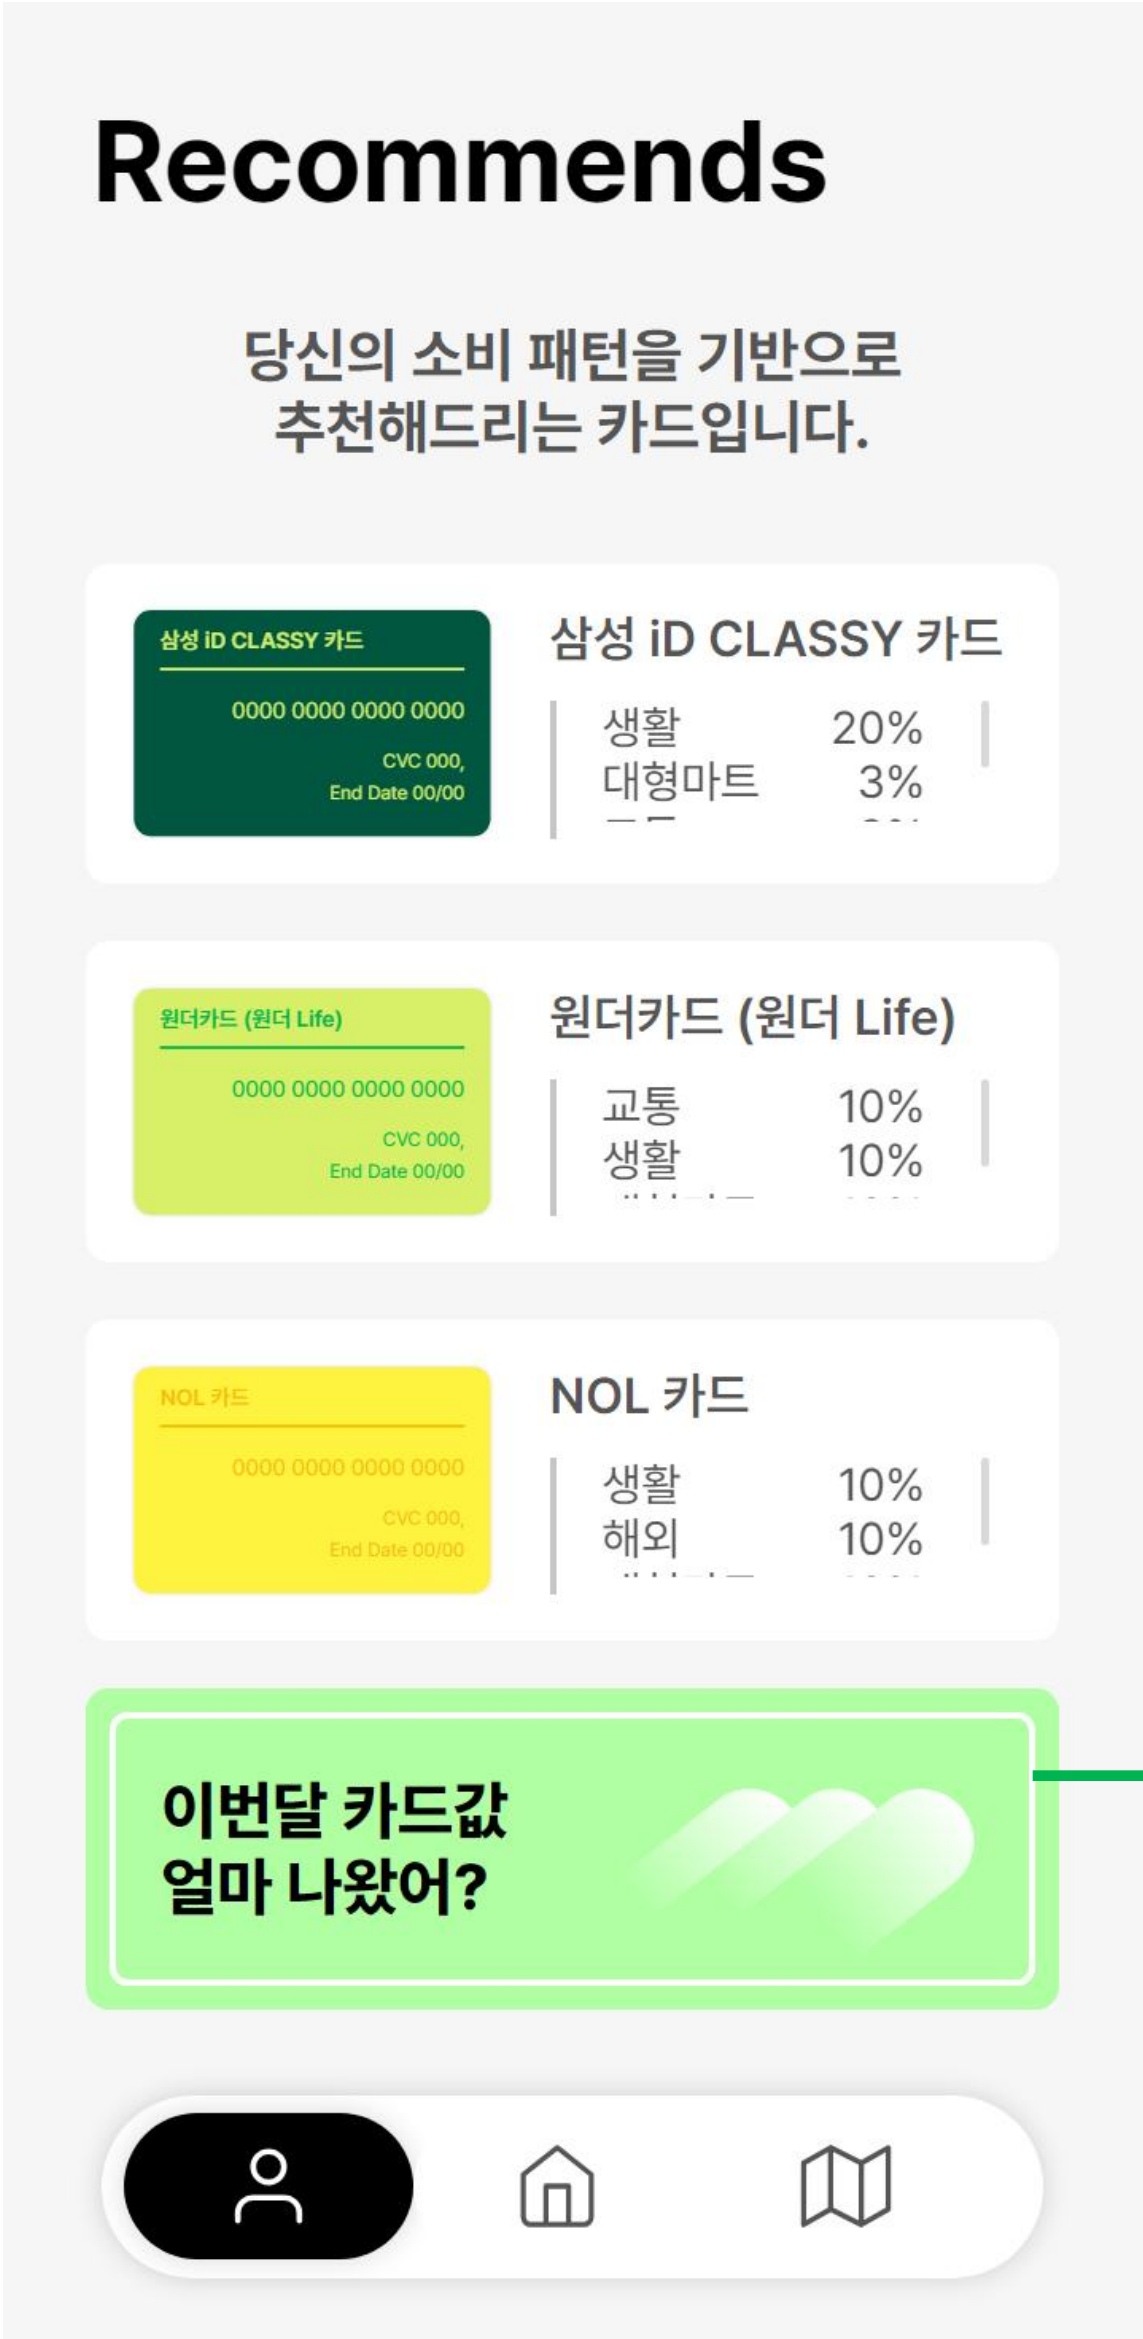 Recommends
당신의 소비 패턴을 기반으로
추천해드리는 카드입니다.
삼성 iD CLASSY 카드
0000 0000 0000 0000
CVC 000,
End Date 00/00
삼성 iD CLASSY 카드
생활 20%
대형마트 3%
원더카드 (원더 Life)
0000 0000 0000 0000
CVC 000,
End Date 00/00
원더카드 (원더 Life)
교통 10%
생활 10%
NOL 카드
0000 0000 0000 0000
CVC 000,
End Date 00/00
NOL 카드
생활 10%
해외 10%
이번달 카드값
얼마 나왔어?